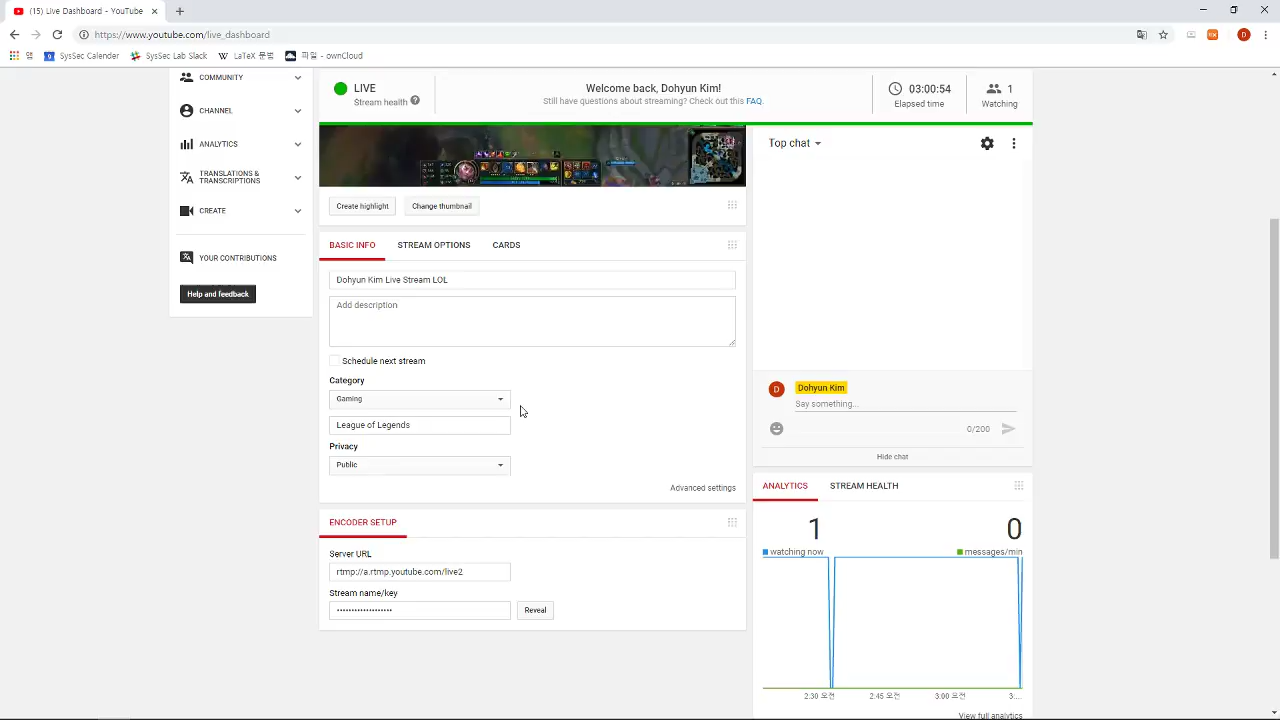 (15) Live Dashboard - YouTube
https://www.youtube.com/live_dashboard
앱
SysSec Calender
SysSec Lab Slack
LaTeX 문법
파일 - ownCloud
COMMUNITY
CHANNEL
ANALYTICS
TRANSLATIONS &
TRANSCRIPTIONS
CREATE
YOUR CONTRIBUTIONS
Help and feedback
LIVE
Stream health
Welcome back, Dohyun Kim!
Still have questions about streaming? Check out this FAQ.
03:00:54
Elapsed time
1
Watching
Create highlight
Change thumbnail
BASIC INFO
STREAM OPTIONS
CARDS
Dohyun Kim Live Stream LOL
Add description
Schedule next stream
Category
Gaming
League of Legends
Privacy
Public
Advanced settings
ENCODER SETUP
Server URL
rtmp://a.rtmp.youtube.com/live2
Stream name/key
••••••••••••••••••
Reveal
Top chat
D
Dohyun Kim
Say something...
0/200
Hide chat
ANALYTICS
STREAM HEALTH
1
0
watching now
messages/min
2:30 오전
2:45 오전
3:00 오전
3:...
View full analytics